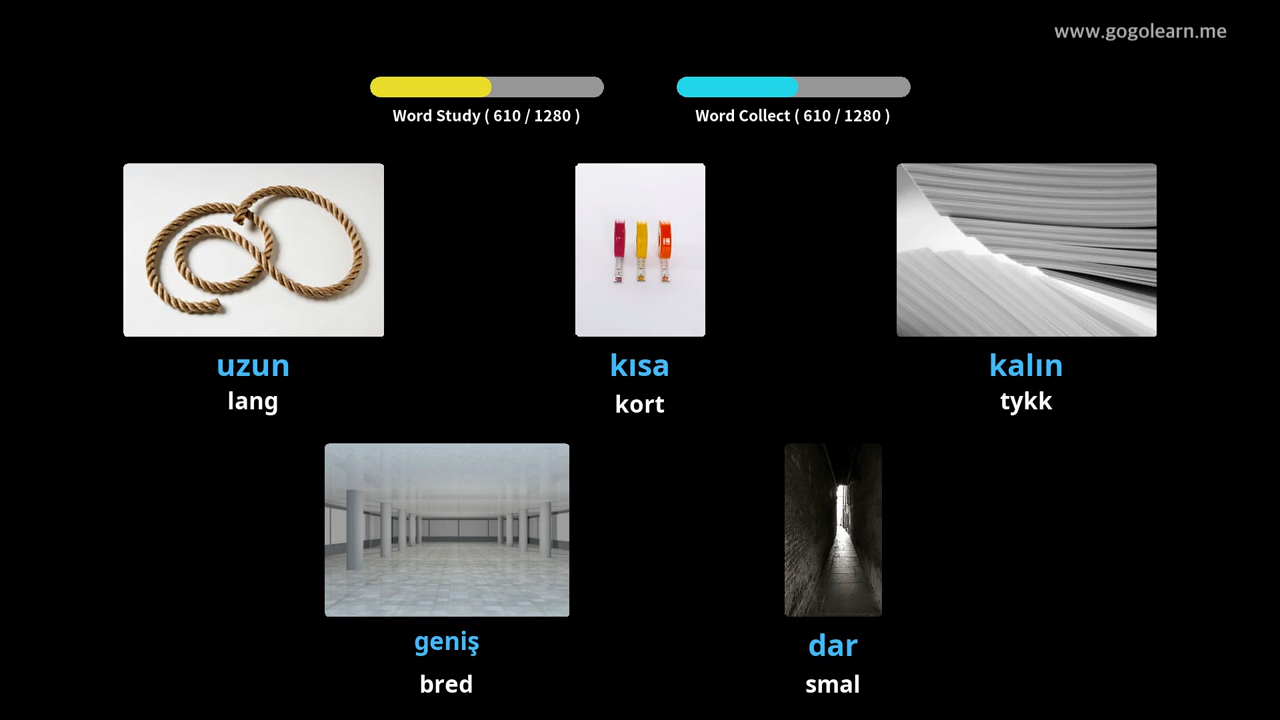 www.gogolearn.me
Word Study ( 610 / 1280 )
Word Collect ( 610 / 1280 )
uzun
lang
kısa
kort
kalın
tykk
geniş
bred
dar
smal